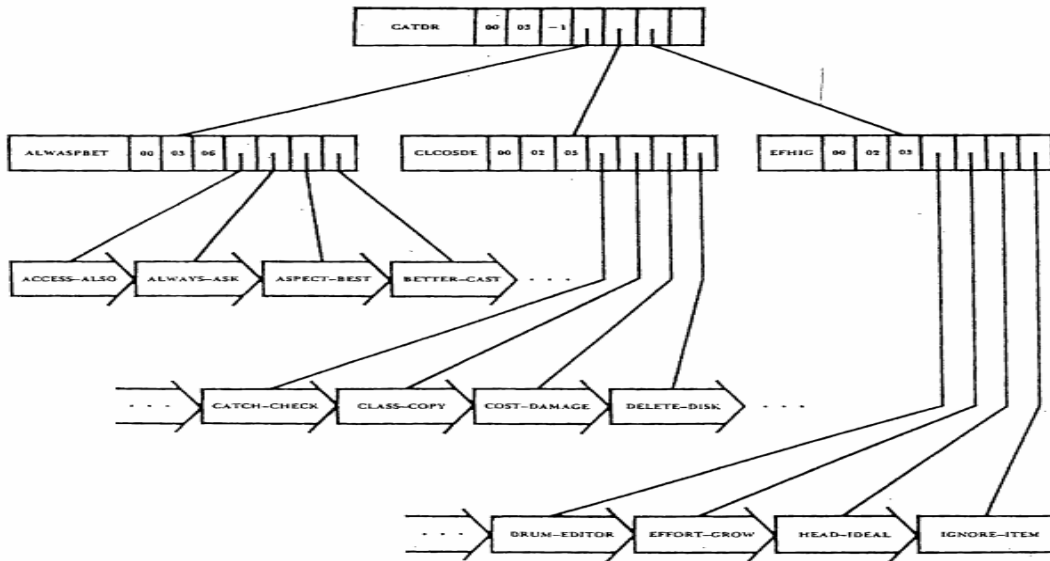 CATDR 00 03 -1
ALWASPBET 00 03 06 CLCOSDE 00 02 05 EFHIG 00 02 03
ACCESS-ALSO ALWAYS-ASK ASPECT-BEST BETTER-CAST . . .
. . . CATCH-CHECK CLASS-COPY COST-DAMAGE DELETE-DISK . . .
. . . DRUM-EDITOR EFFORT-GROW HEAD-IDEAL IGNORE-ITEM